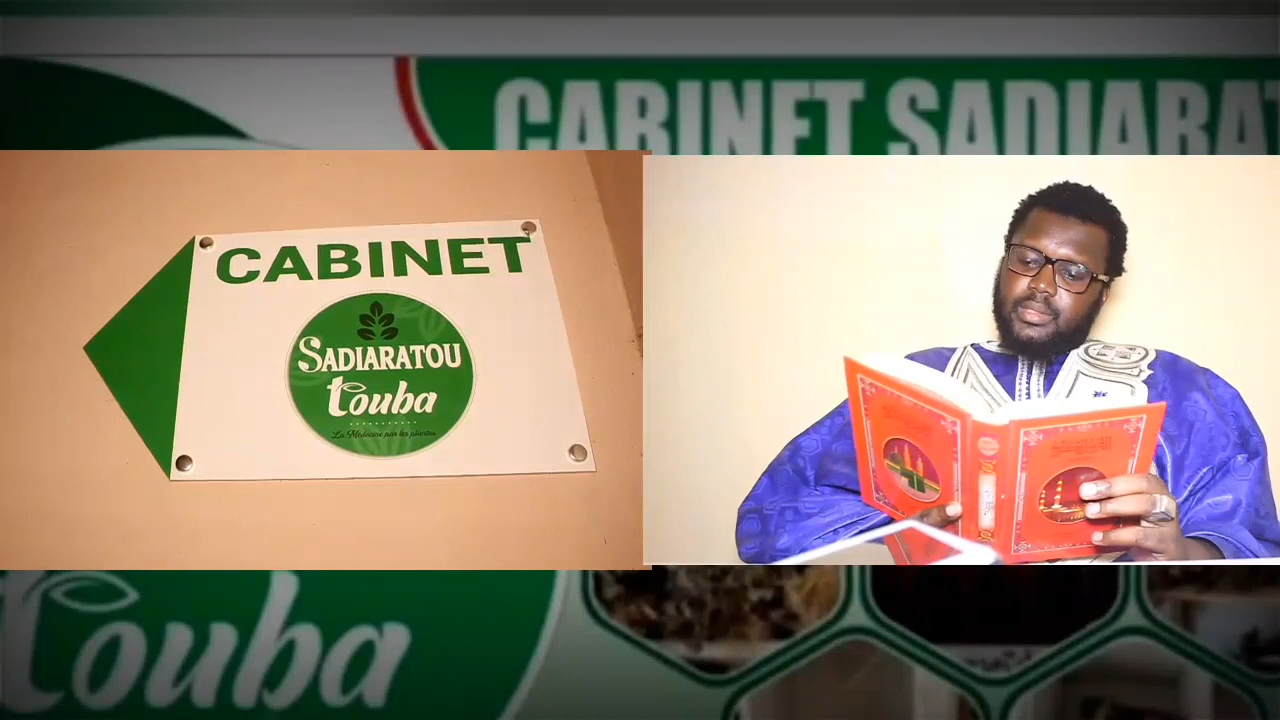 CABINET SADIARAT
CABINET
SADIARATOU
touba
La Médecine par les plantes
touba